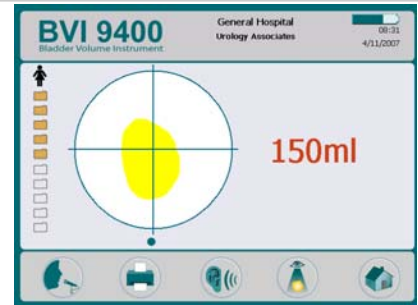 BVI 9400
Bladder Volume Instrument
General Hospital
Urology Associates
08:31
4/11/2007
150ml